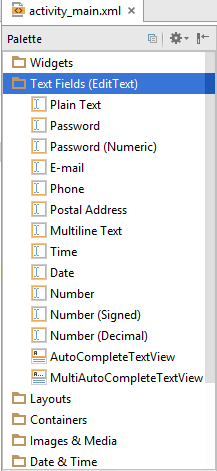 activity_main.xml
Palette
Widgets
Text Fields (EditText)
Plain Text
Password
Password (Numeric)
E-mail
Phone
Postal Address
Multiline Text
Time
Date
Number
Number (Signed)
Number (Decimal)
AutoCompleteTextView
MultiAutoCompleteTextView
Layouts
Containers
Images & Media
Date & Time